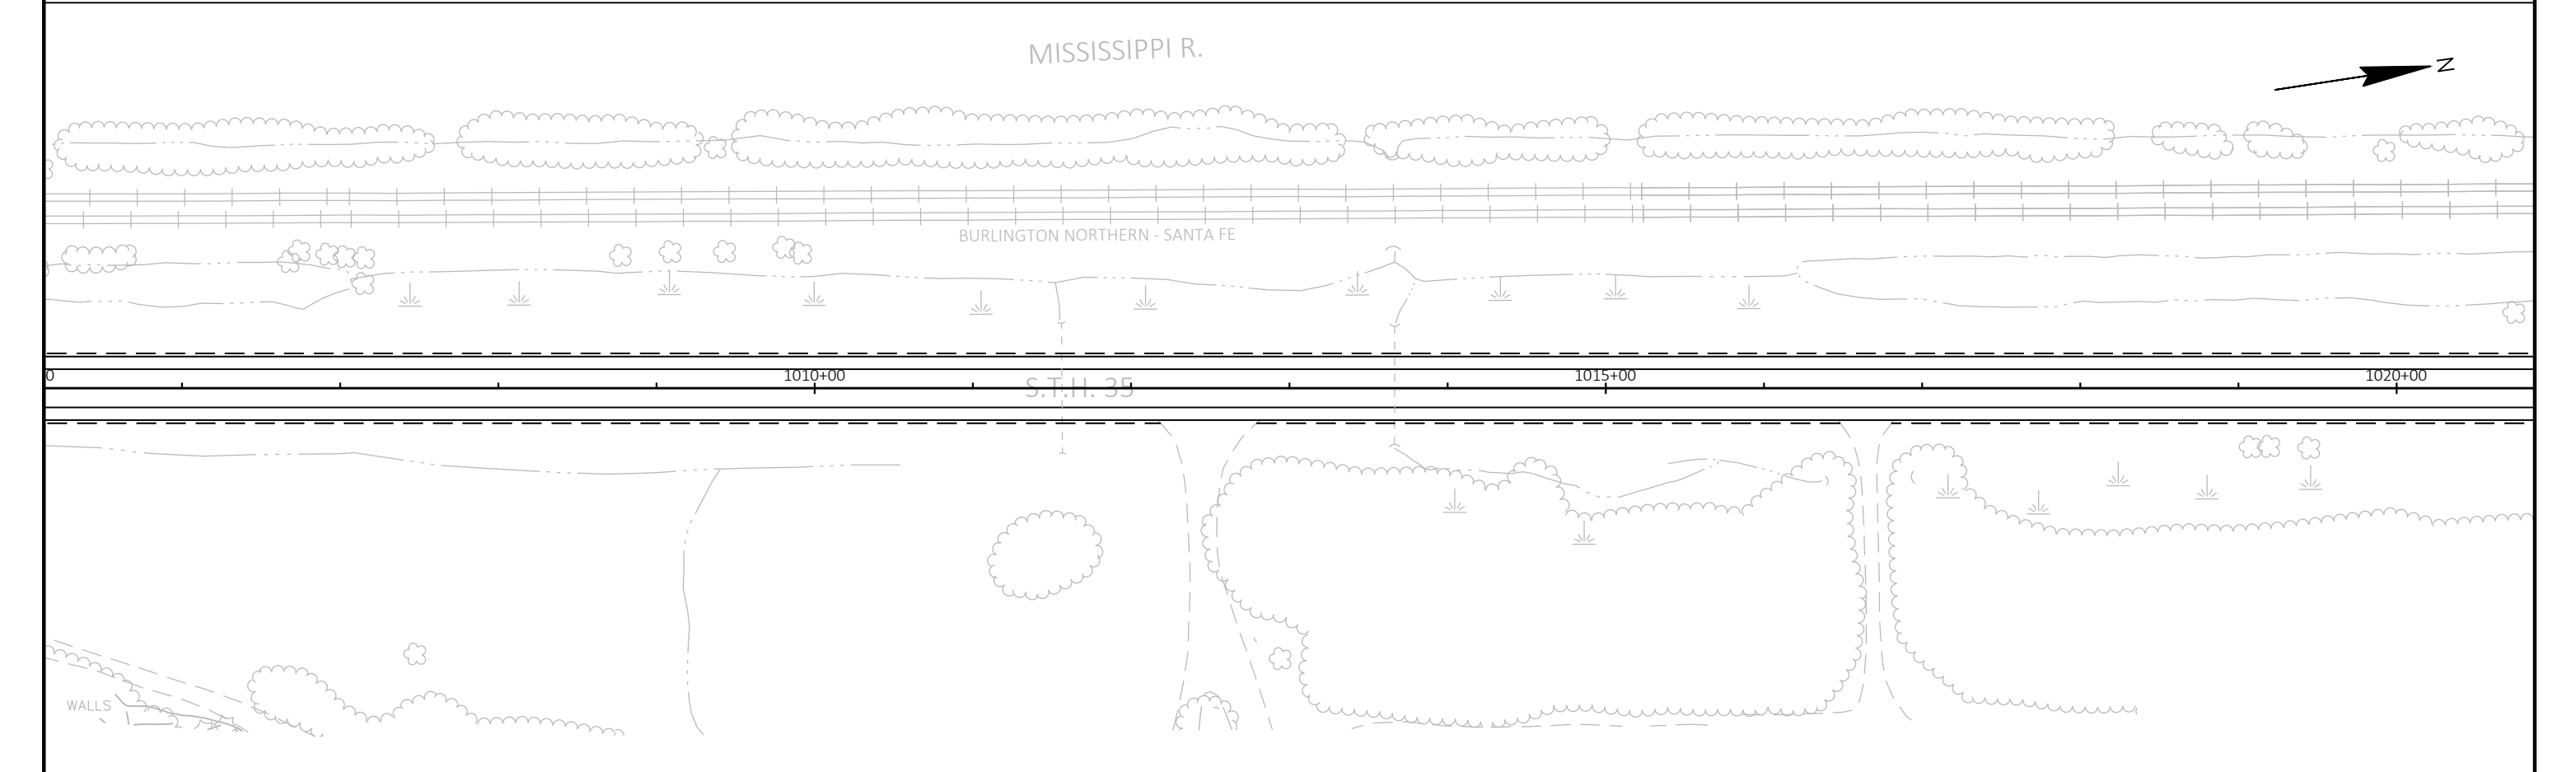 MISSISSIPPI R.
N
BURLINGTON NORTHERN - SANTA FE
0
1010+00
1015+00
1020+00
S.T.H. 35
WALLS